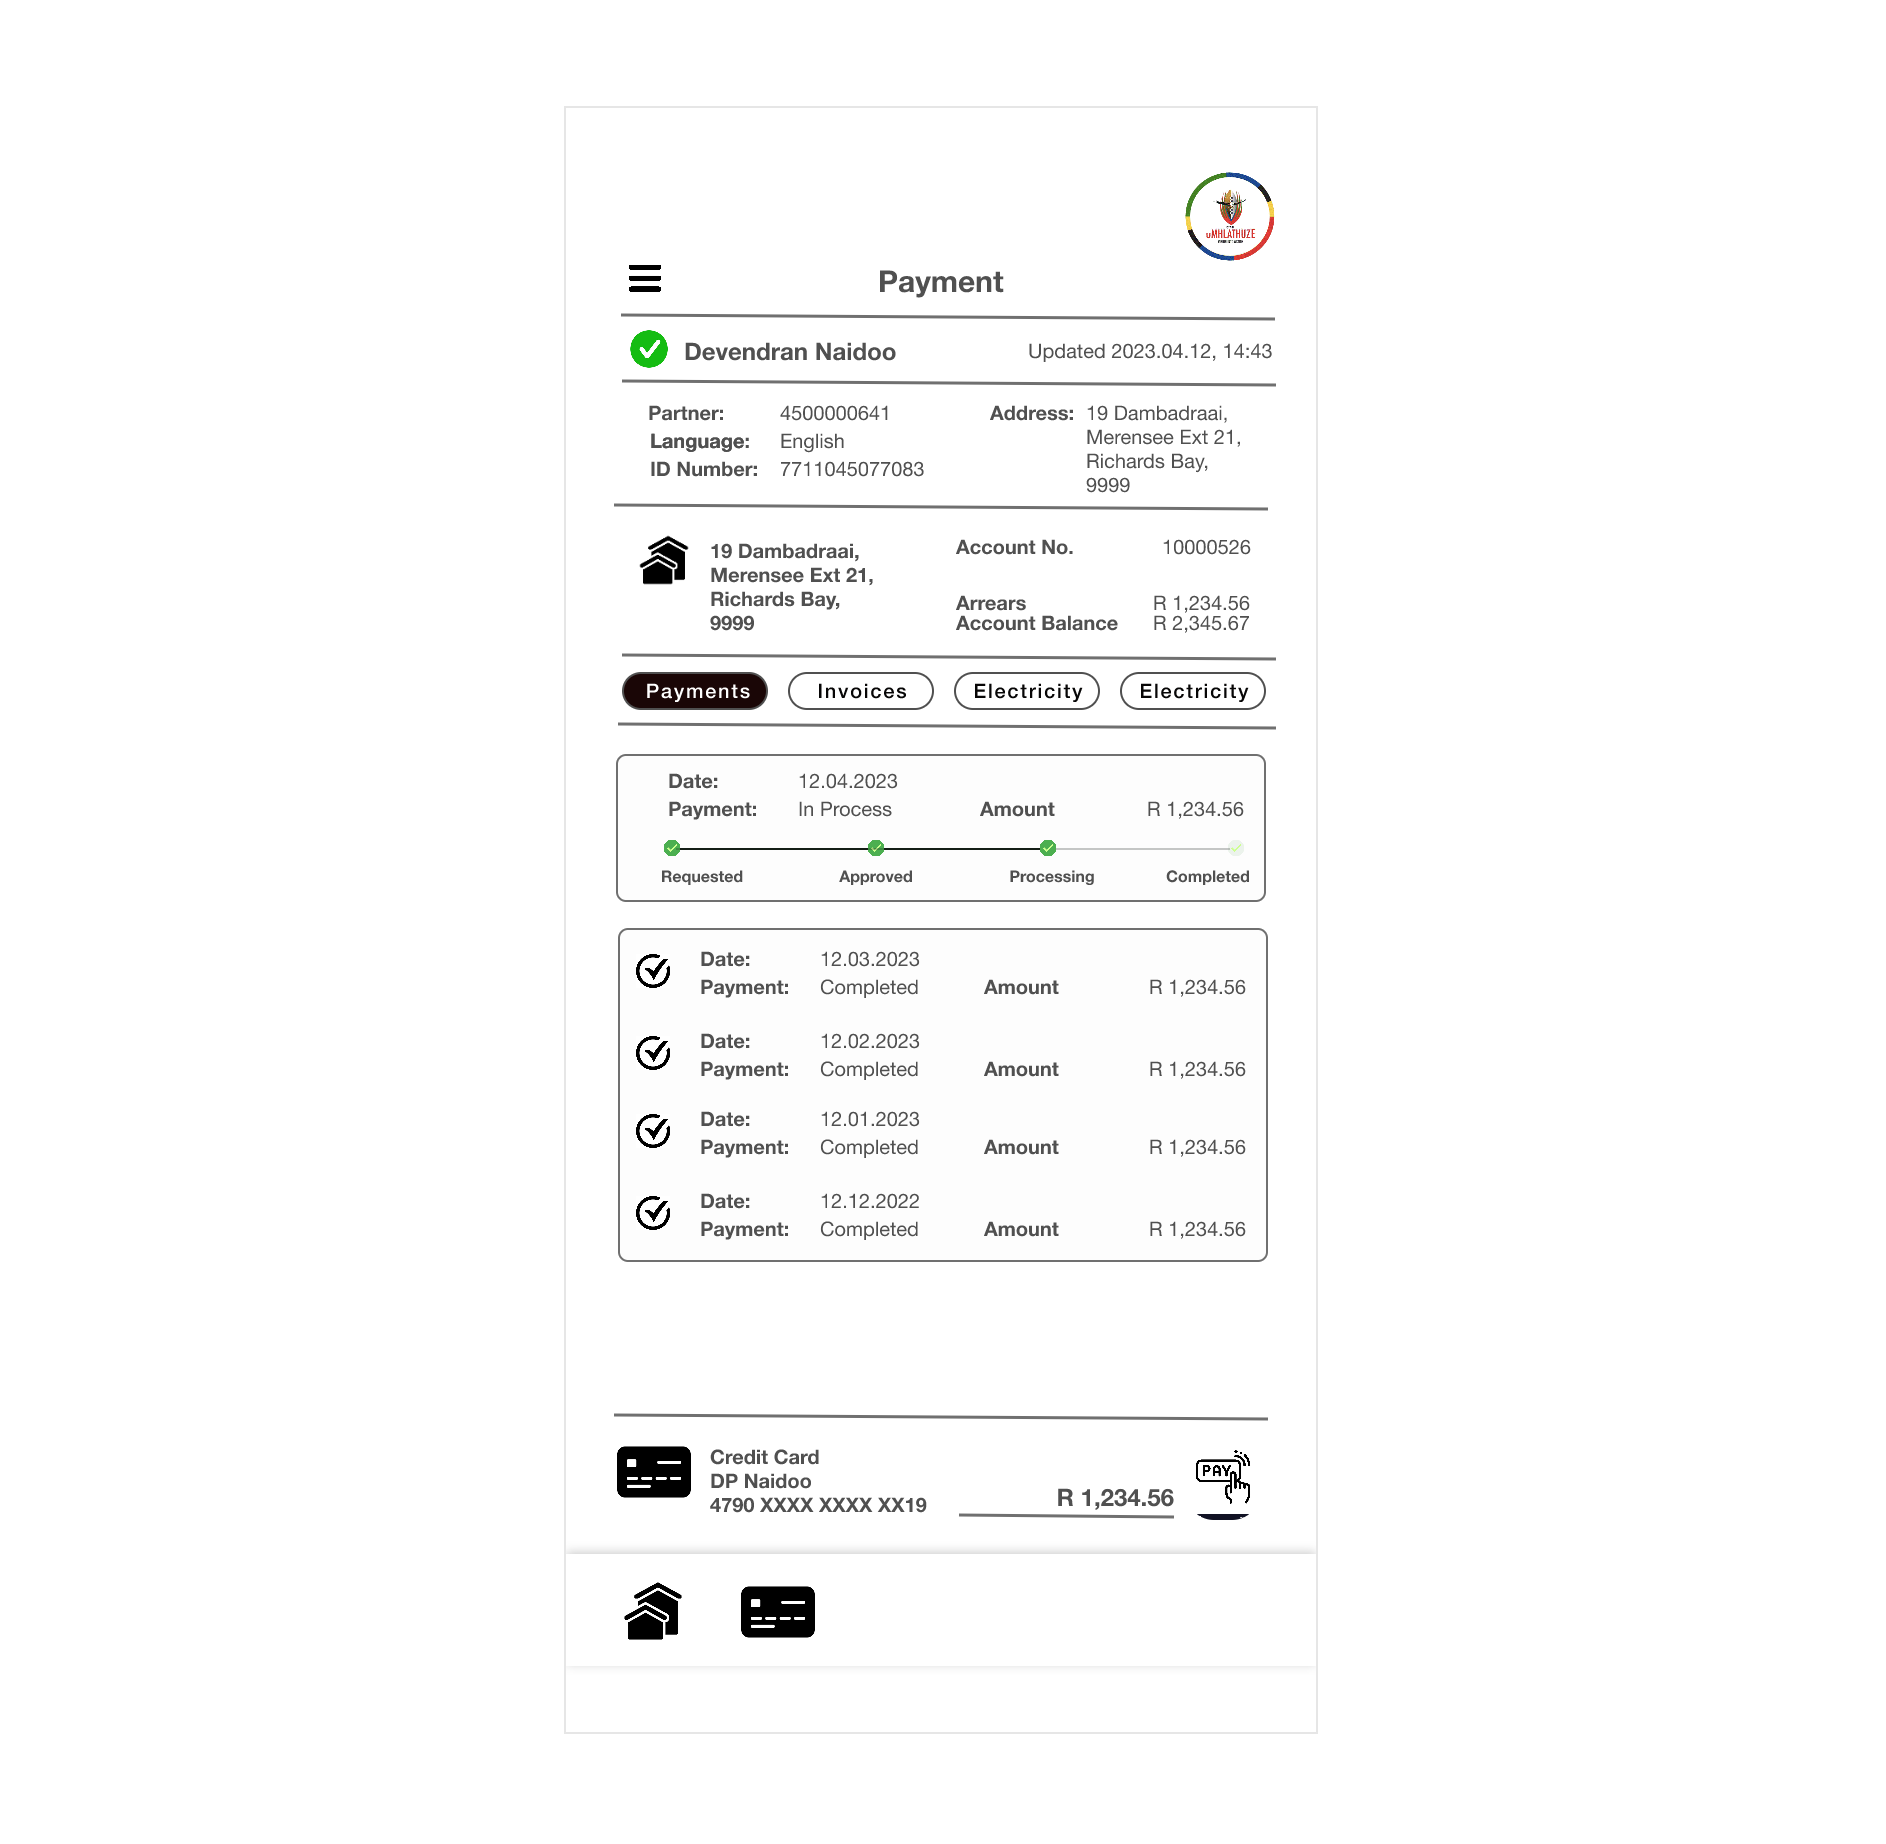 uMHLATHUZE
Payment
Devendran Naidoo Updated 2023.04.12, 14:43
Partner: 4500000641 Address: 19 Dambadraai,
Merensee Ext 21,
Language: English
Richards Bay,
ID Number: 7711045077083
9999
19 Dambadraai, Account No. 10000526
Merensee Ext 21,
Richards Bay, Arrears R 1,234.56
9999 Account Balance R 2,345.67
Payments Invoices Electricity Electricity
Date: 12.04.2023
Payment: In Process Amount R 1,234.56
Requested Approved Processing Completed
Date: 12.03.2023
Payment: Completed Amount R 1,234.56
Date: 12.02.2023
Payment: Completed Amount R 1,234.56
Date: 12.01.2023
Payment: Completed Amount R 1,234.56
Date: 12.12.2022
Payment: Completed Amount R 1,234.56
Credit Card
DP Naidoo
4790 XXXX XXXX XX19 R 1,234.56
PAY